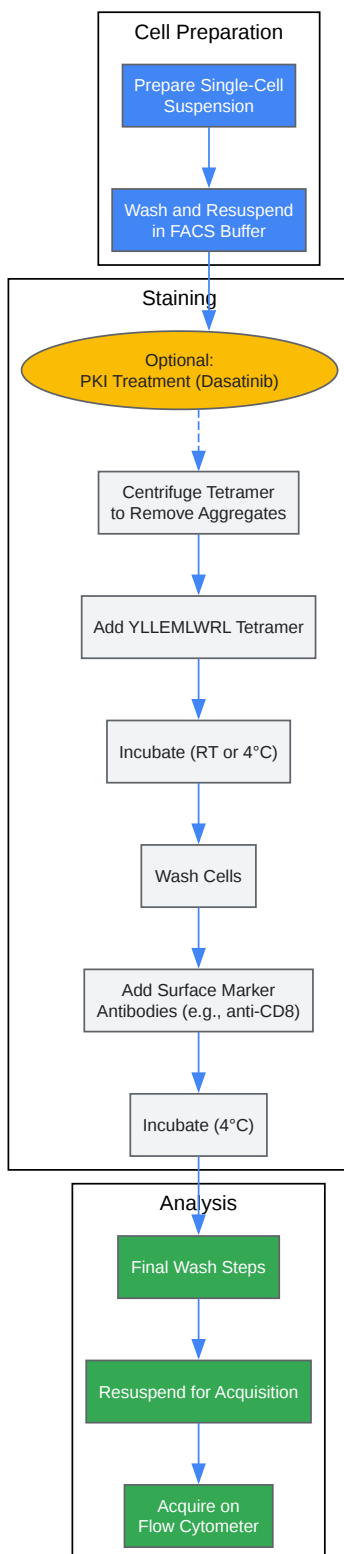 Cell Preparation
Prepare Single-Cell
Suspension
Wash and Resuspend
in FACS Buffer
Staining
Optional:
PKI Treatment (Dasatinib)
Centrifuge Tetramer
to Remove Aggregates
Add YLLEMLWRL Tetramer
Incubate (RT or 4°C)
Wash Cells
Add Surface Marker
Antibodies (e.g., anti-CD8)
Incubate (4°C)
Analysis
Final Wash Steps
Resuspend for Acquisition
Acquire on
Flow Cytometer